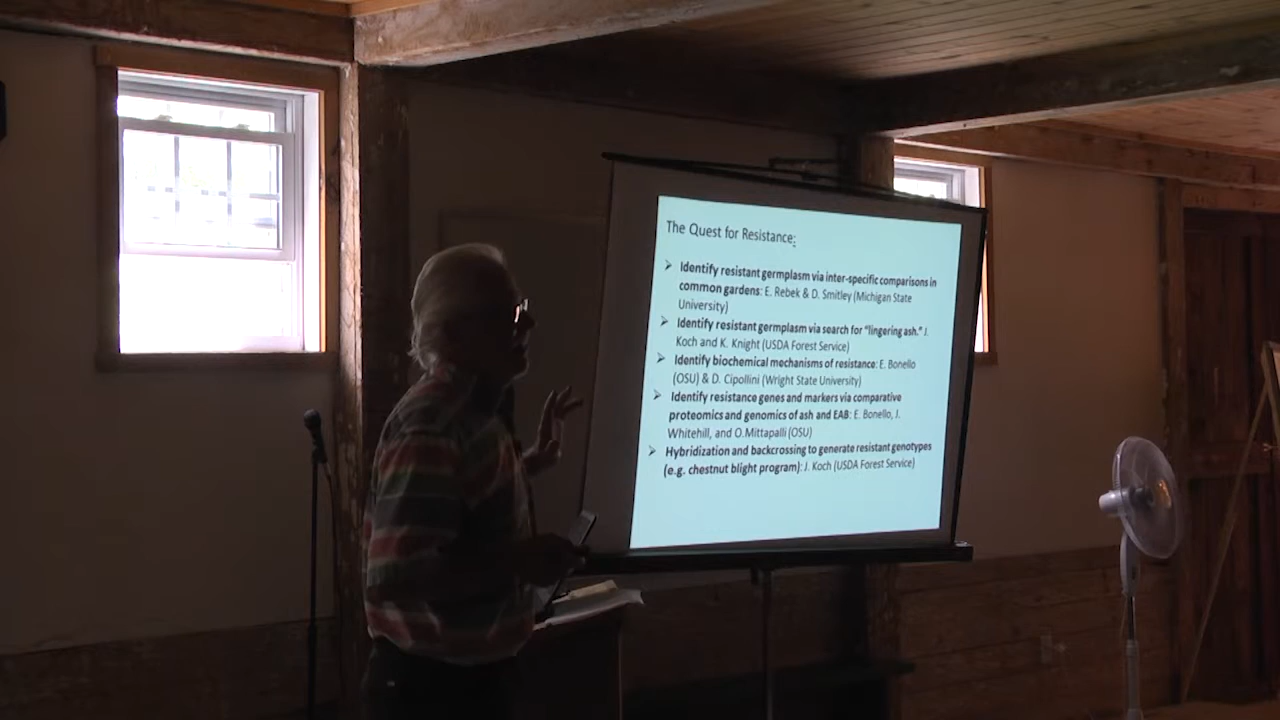 The Quest for Resistance:
➢ Identify resistant germplasm via inter-specific comparisons in
common gardens: E. Rebek & D. Smitley (Michigan State
University)
➢ Identify resistant germplasm via search for “lingering ash.” J.
Koch and K. Knight (USDA Forest Service)
➢ Identify biochemical mechanisms of resistance: E. Bonello
(OSU) & D. Cipollini (Wright State University)
➢ Identify resistance genes and markers via comparative
proteomics and genomics of ash and EAB: E. Bonello, J.
Whitehill, and O.Mittapalli (OSU)
➢ Hybridization and backcrossing to generate resistant genotypes
(e.g. chestnut blight program): J. Koch (USDA Forest Service)